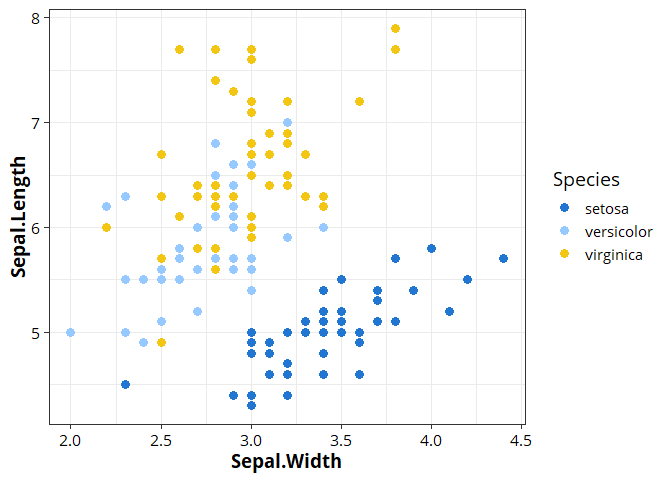 8
7
6
5
Sepal.Length
2.0 2.5 3.0 3.5 4.0 4.5
Sepal.Width
Species
setosa
versicolor
virginica